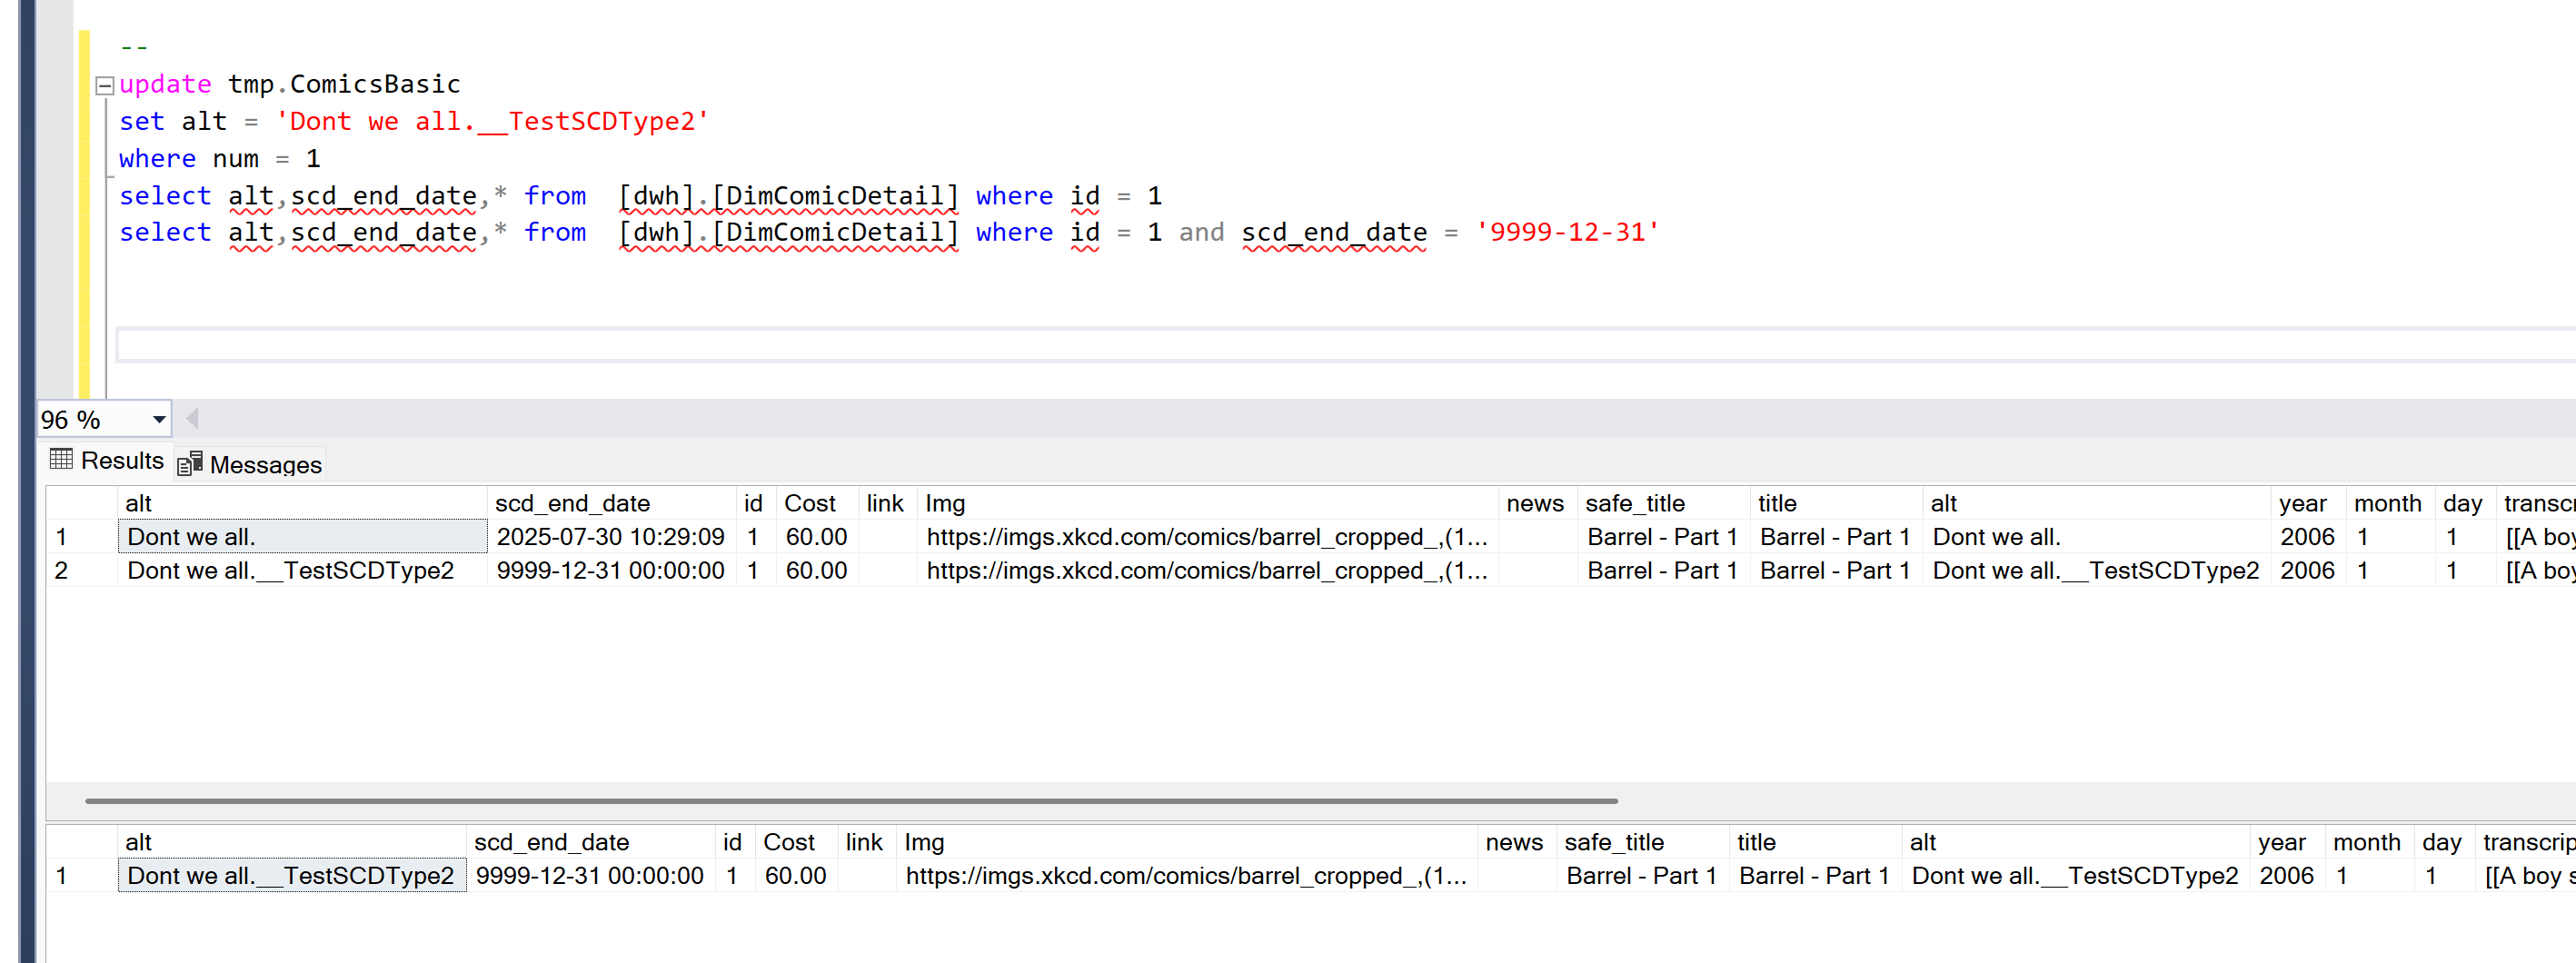 --
update tmp.ComicsBasic
set alt = 'Dont we all.__TestSCDType2'
where num = 1
select alt,scd_end_date,* from  [dwh].[DimComicDetail] where id = 1
select alt,scd_end_date,* from  [dwh].[DimComicDetail] where id = 1 and scd_end_date = '9999-12-31'
96 %
Results Messages
alt scd_end_date id Cost link Img news safe_title title alt year month day transcr
1 Dont we all. 2025-07-30 10:29:09 1 60.00 https://imgs.xkcd.com/comics/barrel_cropped_,(1... Barrel - Part 1 Barrel - Part 1 Dont we all. 2006 1 1 [[A boy
2 Dont we all.__TestSCDType2 9999-12-31 00:00:00 1 60.00 https://imgs.xkcd.com/comics/barrel_cropped_,(1... Barrel - Part 1 Barrel - Part 1 Dont we all.__TestSCDType2 2006 1 1 [[A boy
alt scd_end_date id Cost link Img news safe_title title alt year month day transcrip
1 Dont we all.__TestSCDType2 9999-12-31 00:00:00 1 60.00 https://imgs.xkcd.com/comics/barrel_cropped_,(1... Barrel - Part 1 Barrel - Part 1 Dont we all.__TestSCDType2 2006 1 1 [[A boy s